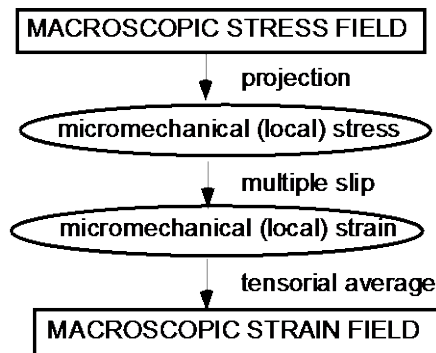 MACROSCOPIC STRESS FIELD
projection
micromechanical (local) stress
multiple slip
micromechanical (local) strain
tensorial average
MACROSCOPIC STRAIN FIELD